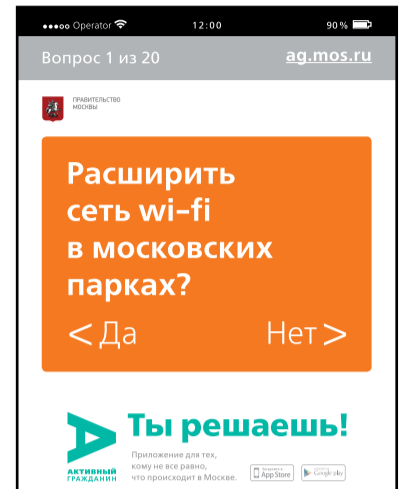 Operator 12:00 90%
Вопрос 1 из 20 ag.mos.ru
ПРАВИТЕЛЬСТВО
МОСКВЫ
Расширить
сеть wi-fi
в московских
парках?
< Да Нет >
Ты решаешь!
Приложение для тех,
кому не все равно,
что происходит в Москве.
АКТИВНЫЙ
ГРАЖДАНИН
App Store Google play